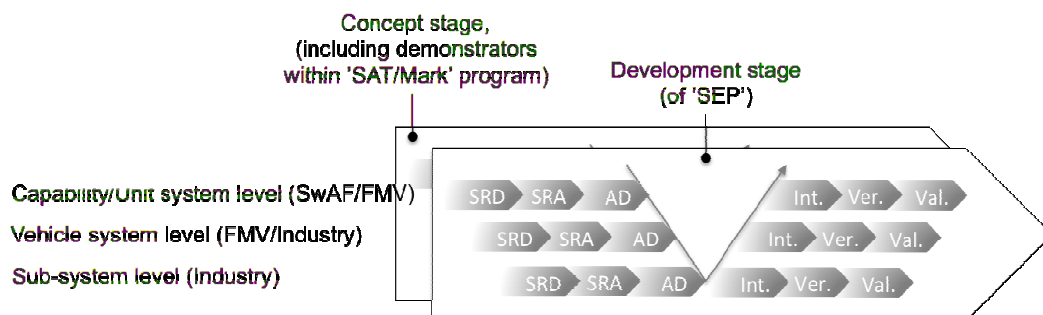 Concept stage,
(including demonstrators
within 'SAT/Mark' program)
Development stage
(of 'SEP')
Capability/Unit system level (SwAF/FMV)
SRD SRA AD Int. Ver. Val.
Vehicle system level (FMV/Industry)
SRD SRA AD Int. Ver. Val.
Sub-system level (Industry)
SRD SRA AD Int. Ver. Val.